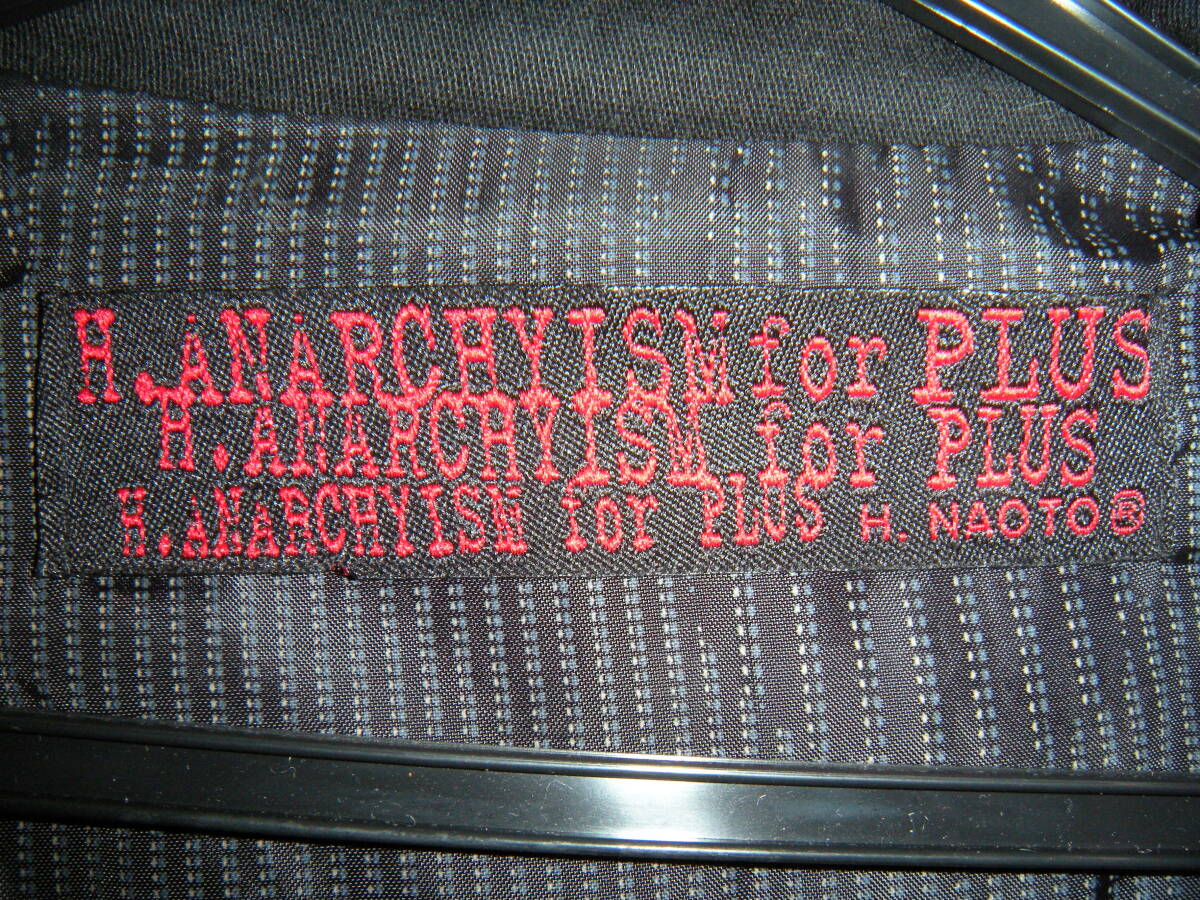 H.aNARCHYISM for PLUS
H.ANARCHYISM for PLUS
H.aNARCHYISM for PLUS H. NAOTO®